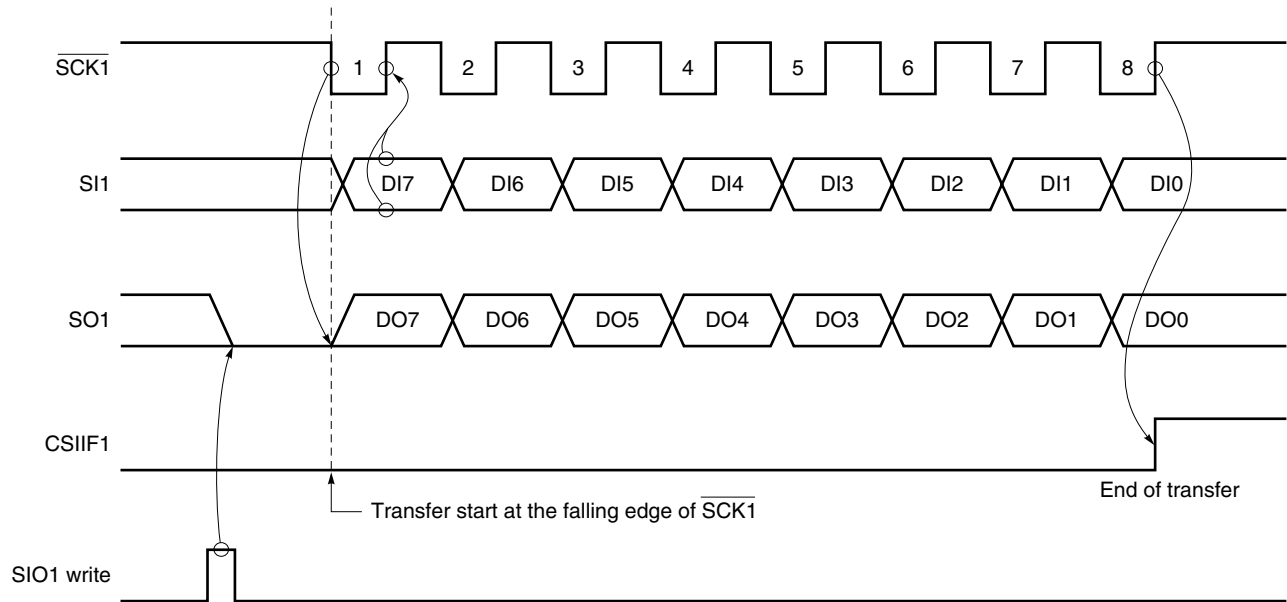 SCK1 1 2 3 4 5 6 7 8
SI1 DI7 DI6 DI5 DI4 DI3 DI2 DI1 DI0
SO1 DO7 DO6 DO5 DO4 DO3 DO2 DO1 DO0
CSIIF1
End of transfer
Transfer start at the falling edge of SCK1
SIO1 write